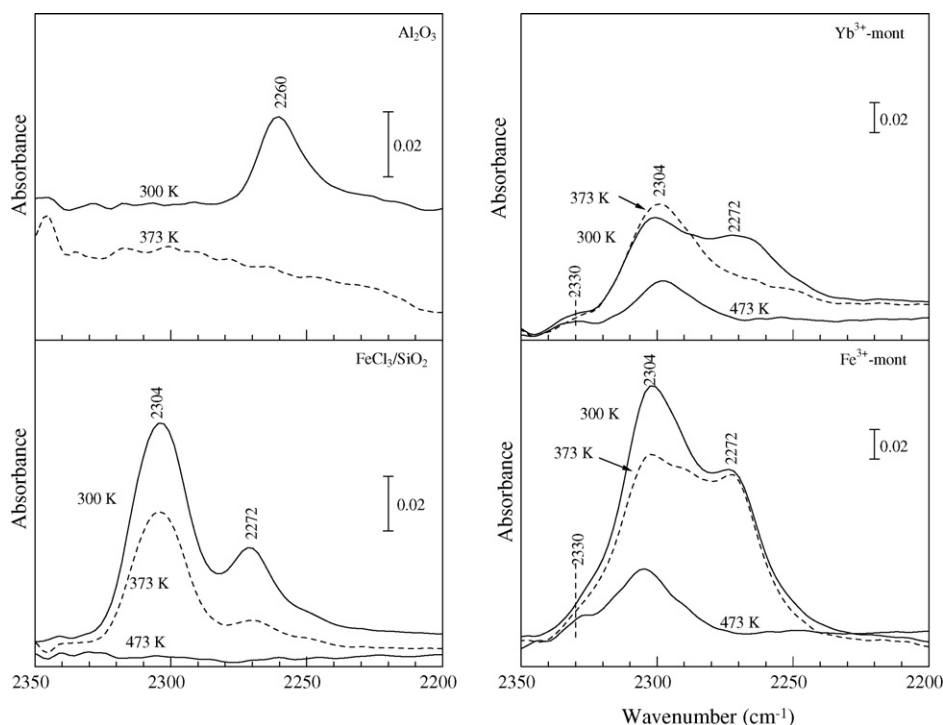 Al₂O₃
2260
0.02
300 K
373 K
Absorbance
FeCl₃/SiO₂
2304
2272
0.02
300 K
373 K
473 K
Absorbance
2350 2300 2250 2200
Yb³⁺-mont
0.02
2304
373 K
2272
300 K
2330
473 K
Absorbance
Fe³⁺-mont
2304
300 K
0.02
373 K
2272
2330
473 K
Absorbance
2350 2300 2250 2200
Wavenumber (cm⁻¹)